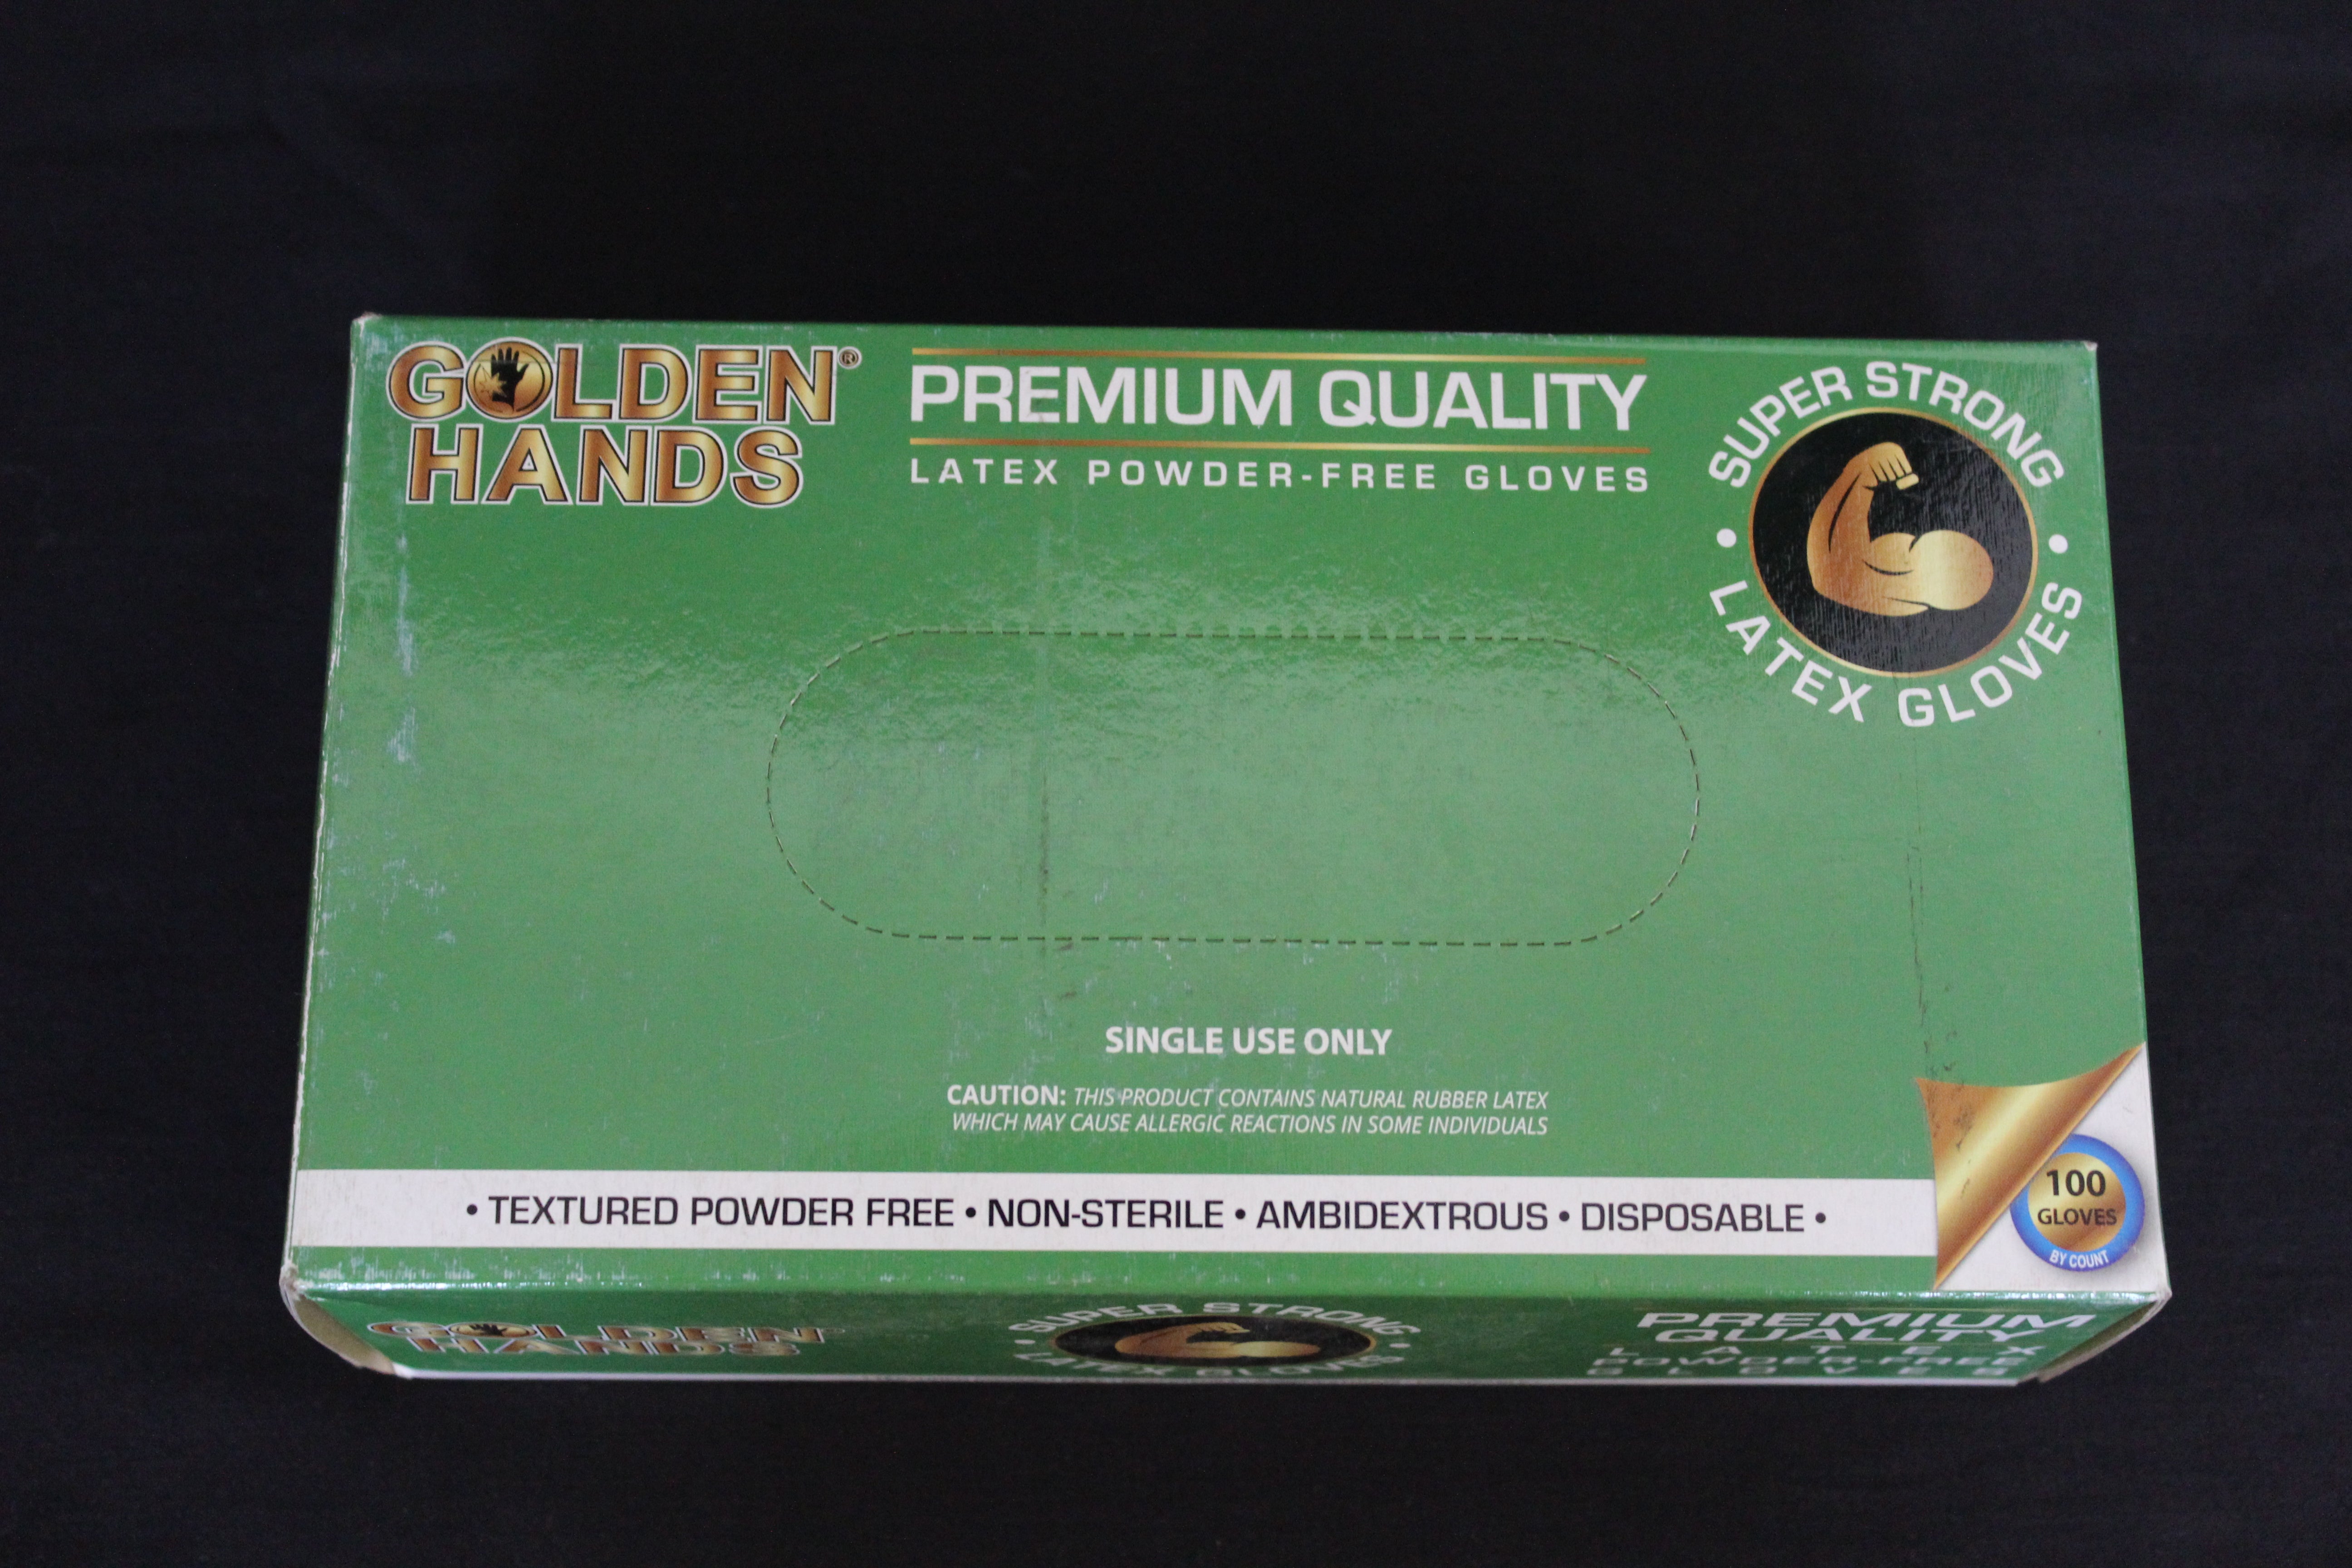 GOLDEN®
HANDS
PREMIUM QUALITY
LATEX POWDER-FREE GLOVES
SUPER STRONG
• LATEX GLOVES •
SINGLE USE ONLY
CAUTION: THIS PRODUCT CONTAINS NATURAL RUBBER LATEX
WHICH MAY CAUSE ALLERGIC REACTIONS IN SOME INDIVIDUALS
• TEXTURED POWDER FREE • NON-STERILE • AMBIDEXTROUS • DISPOSABLE •
100
GLOVES
BY COUNT
GOLDEN
HANDS
SUPER STRONG
• LATEX GLOVES •
PREMIUM
QUALITY
LATEX
POWDER-FREE
GLOVES